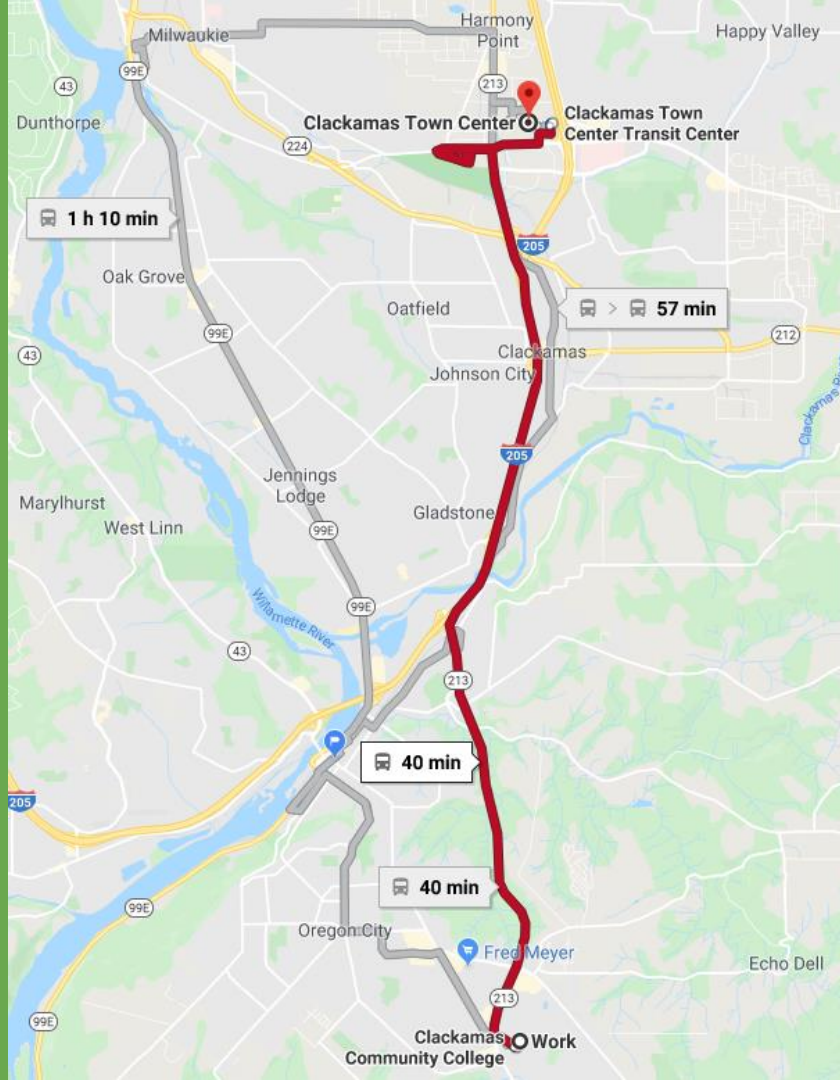 Milwaukie
Harmony
Point
Happy Valley
99E
43
213
Dunthorpe
Clackamas Town Center
Clackamas Town
Center Transit Center
224
1 h 10 min
205
Oak Grove
Oatfield
57 min
99E
43
212
Clackamas
Johnson City
Clackamas Riv
205
Jennings
Lodge
Marylhurst
Gladstone
West Linn
99E
Willamette River
99E
43
213
40 min
205
40 min
99E
Oregon City
Fred Meyer
Echo Dell
213
99E
Clackamas
Community College
Work